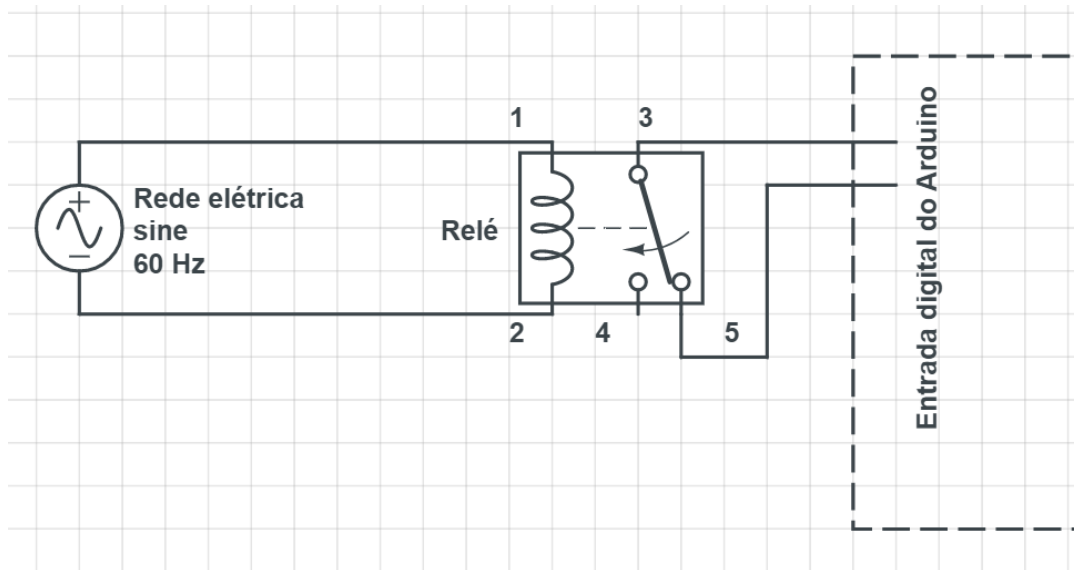 1
3
Rede elétrica
sine
60 Hz
Relé
2
4
5
Entrada digital do Arduino